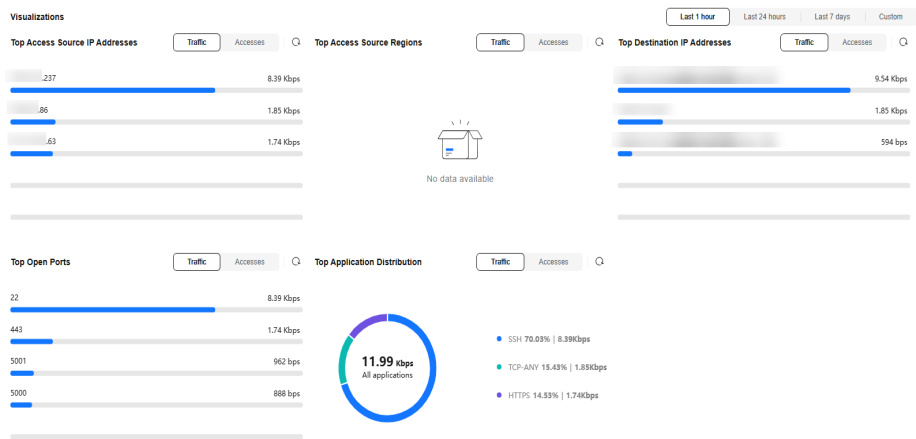 Visualizations
Last 1 hour Last 24 hours Last 7 days Custom
Top Access Source IP Addresses Traffic Accesses
.237 8.39 Kbps
.86 1.85 Kbps
.63 1.74 Kbps
Top Access Source Regions Traffic Accesses
No data available
Top Destination IP Addresses Traffic Accesses
9.54 Kbps
1.85 Kbps
594 bps
Top Open Ports Traffic Accesses
22 8.39 Kbps
443 1.74 Kbps
5001 962 bps
5000 888 bps
Top Application Distribution Traffic Accesses
11.99 Kbps
All applications
SSH 70.03% | 8.39Kbps
TCP-ANY 15.43% | 1.85Kbps
HTTPS 14.53% | 1.74Kbps